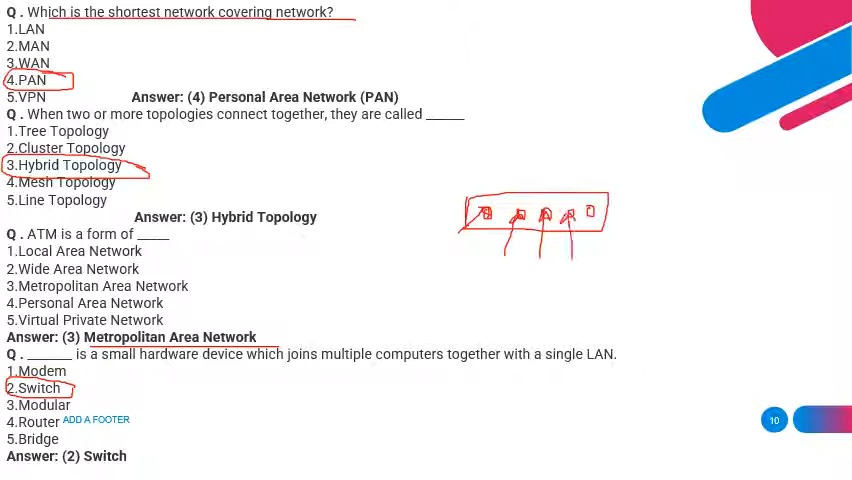 Q . Which is the shortest network covering network?
1.LAN
2.MAN
3.WAN
4.PAN
5.VPN Answer: (4) Personal Area Network (PAN)
Q . When two or more topologies connect together, they are called ______
1.Tree Topology
2.Cluster Topology
3.Hybrid Topology
4.Mesh Topology
5.Line Topology
Answer: (3) Hybrid Topology
Q . ATM is a form of _____
1.Local Area Network
2.Wide Area Network
3.Metropolitan Area Network
4.Personal Area Network
5.Virtual Private Network
Answer: (3) Metropolitan Area Network
Q . _______ is a small hardware device which joins multiple computers together with a single LAN.
1.Modem
2.Switch
3.Modular
4.Router ADD A FOOTER
5.Bridge
Answer: (2) Switch
10